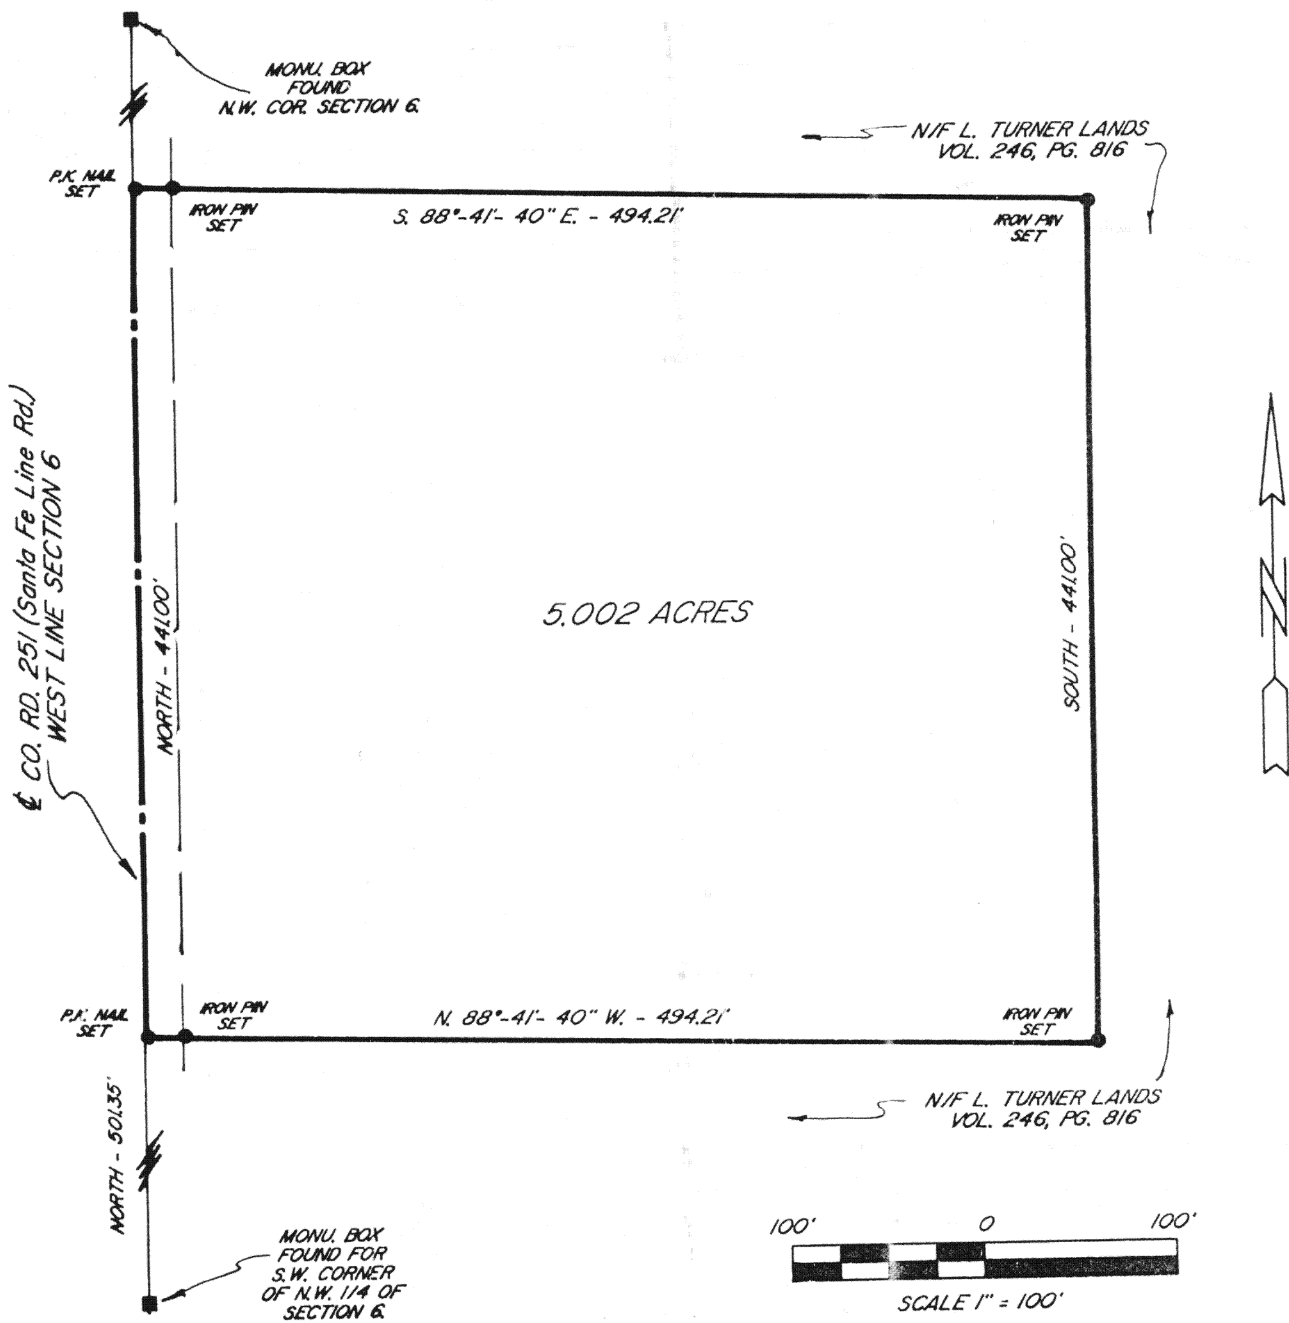 MONU. BOX
FOUND
N.W. COR. SECTION 6.
N/F L. TURNER LANDS
VOL. 246, PG. 816
P.K. NAIL
SET
IRON PIN
SET
S. 88°-41'- 40" E. - 494.21'
IRON PIN
SET
℄ CO. RD. 251 (Santa Fe Line Rd.)
WEST LINE SECTION 6
NORTH - 441.00'
5.002 ACRES
SOUTH - 441.00'
N
P.K. NAIL
SET
IRON PIN
SET
N. 88°-41'- 40" W. - 494.21'
IRON PIN
SET
NORTH - 501.35'
N/F L. TURNER LANDS
VOL. 246, PG. 816
MONU. BOX
FOUND FOR
S.W. CORNER
OF N.W. 1/4 OF
SECTION 6.
100' 0 100'
SCALE 1" = 100'